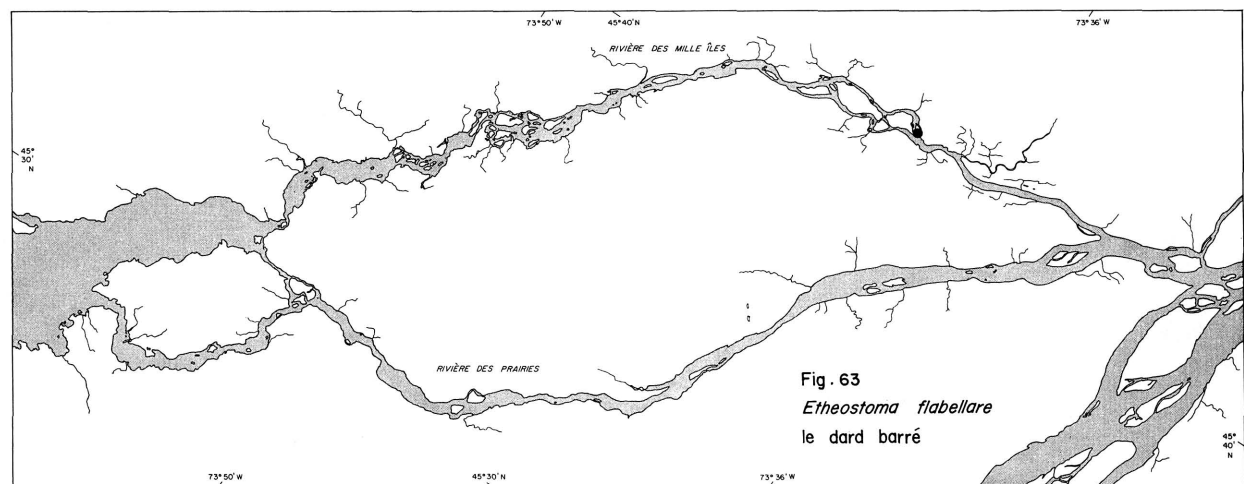 73°50' W
45°40' N
73°36' W
RIVIÈRE DES MILLE ÎLES
45°
30'
N
RIVIÈRE DES PRAIRIES
Fig. 63
Etheostoma flabellare
le dard barré
45°
40'
N
73°50' W
45°30' N
73°36' W